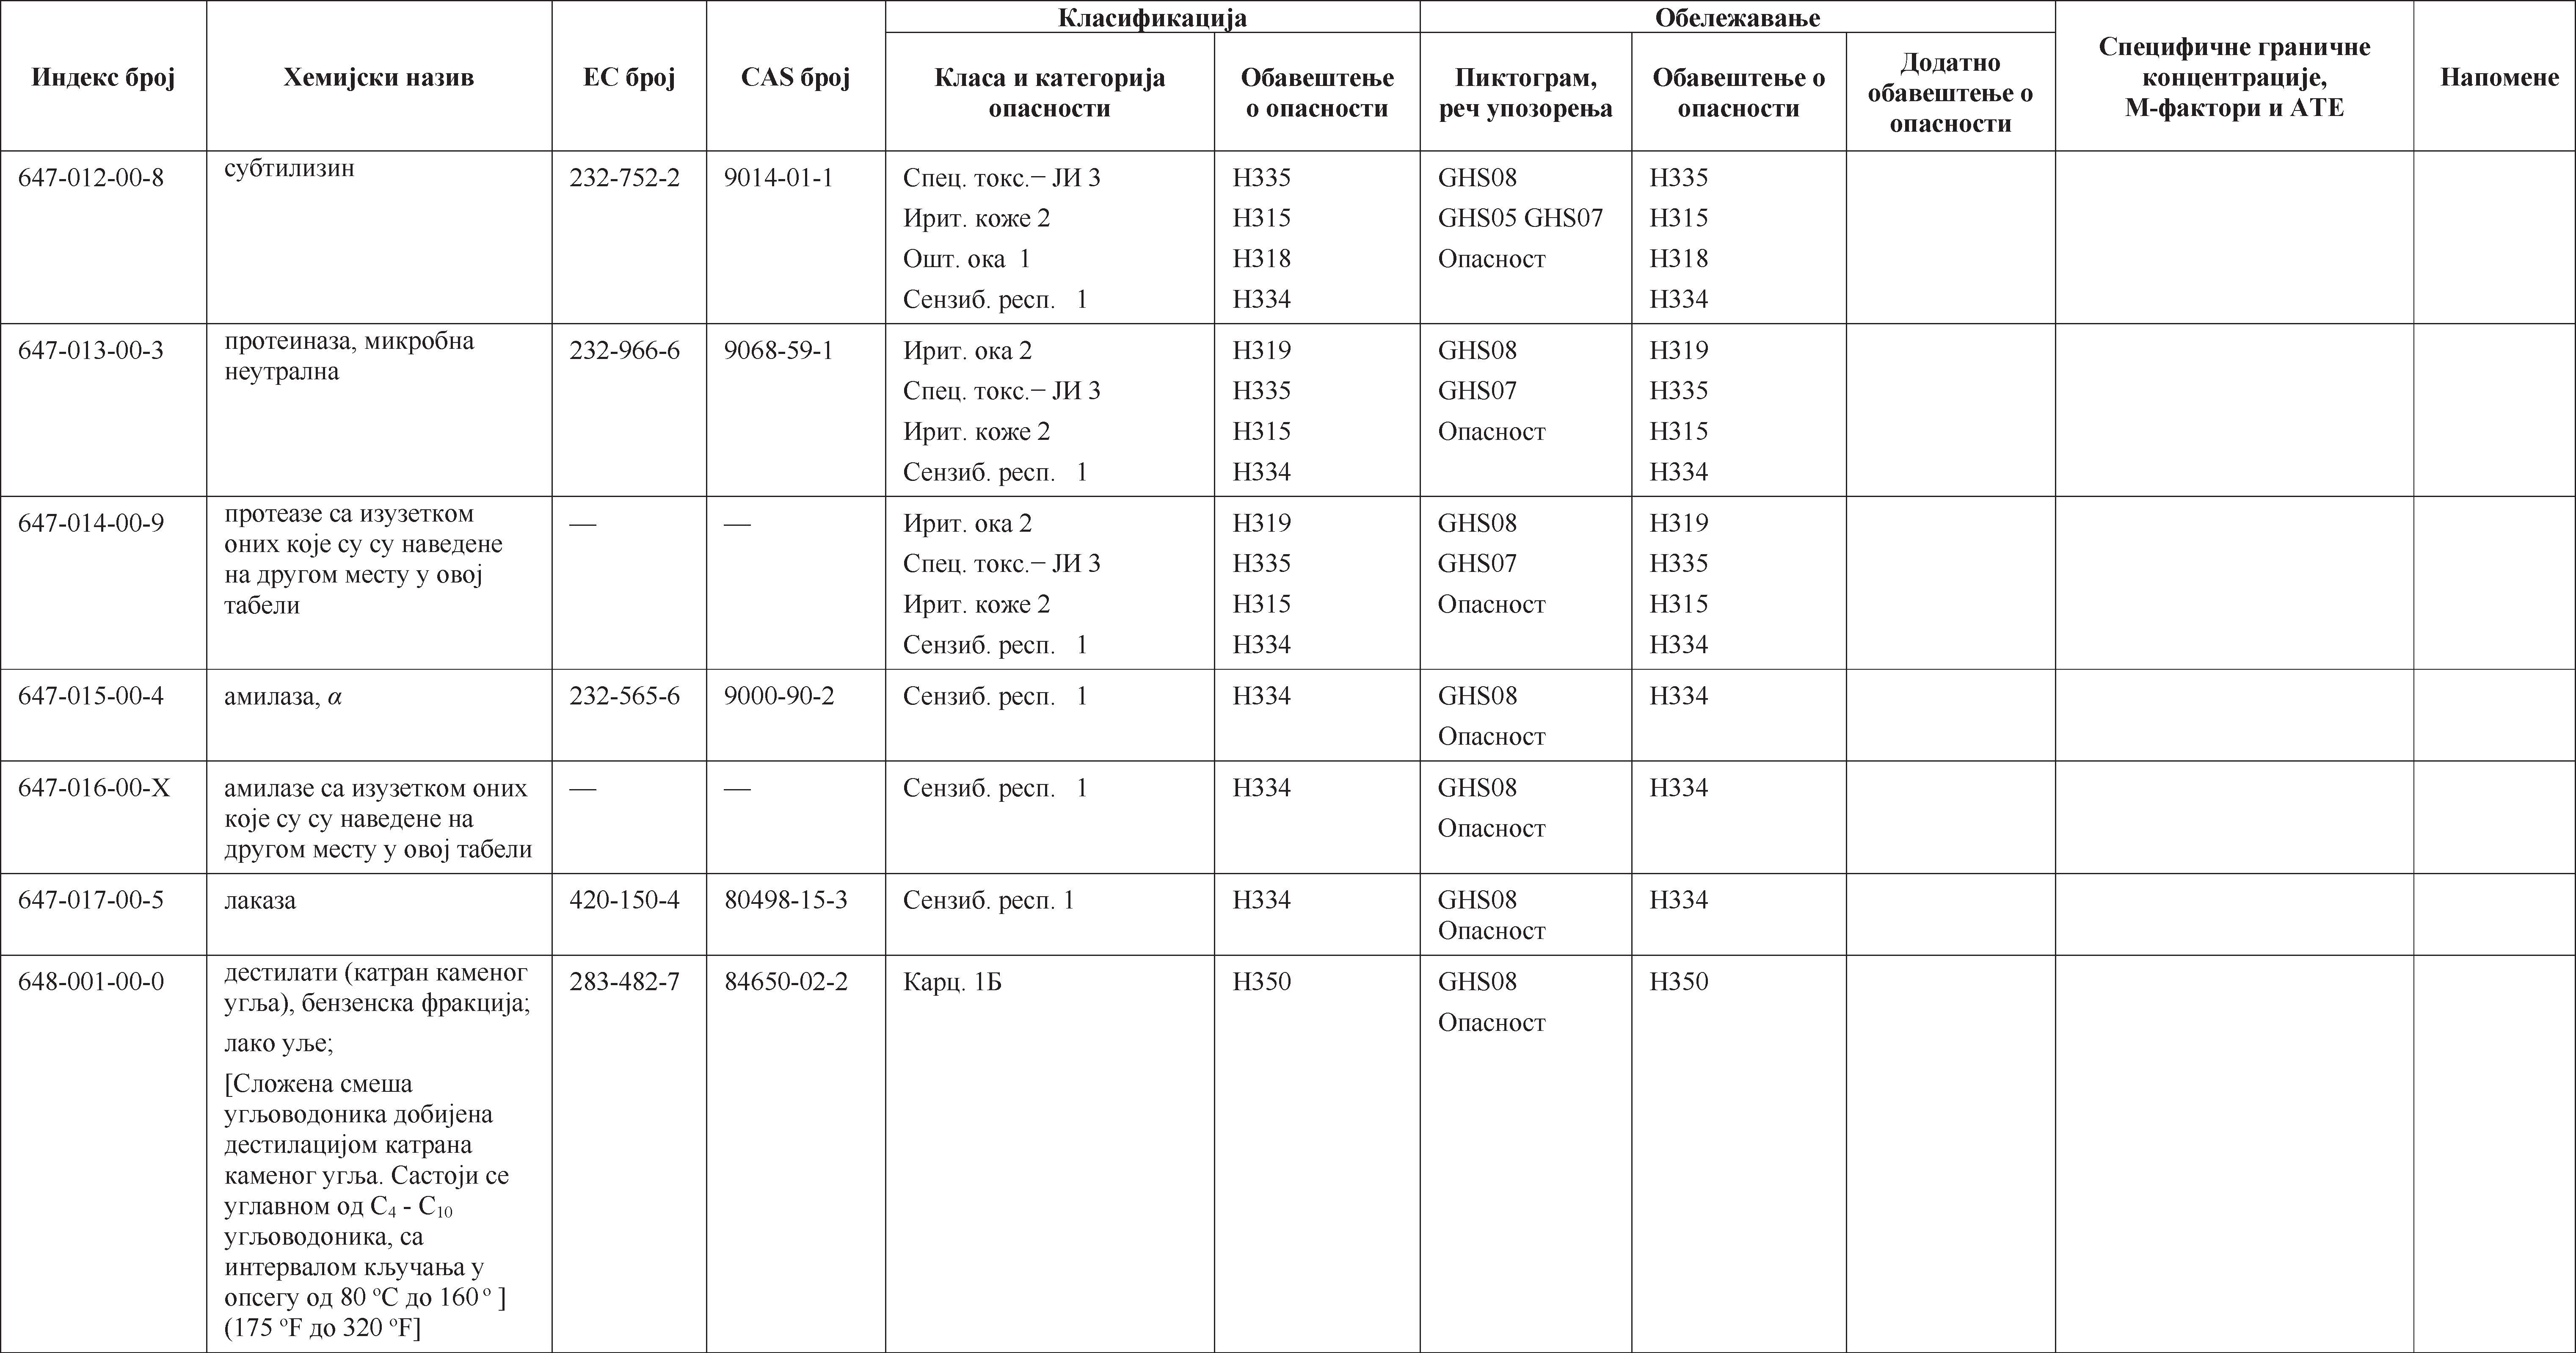 Индекс број
Хемијски назив
ЕС број
CAS број
Класификација
Обележавање
Специфичне граничне
концентрације,
М-фактори и АТЕ
Напомене
Класа и категорија
опасности
Обавештење
о опасности
Пиктограм,
реч упозорења
Обавештење о
опасности
Додатно
обавештење о
опасности
647-012-00-8
субтилизин
232-752-2
9014-01-1
Спец. токс.− ЈИ 3
Ирит. коже 2
Ошт. ока 1
Сензиб. респ. 1
H335
H315
H318
H334
GHS08
GHS05 GHS07
Опасност
H335
H315
H318
H334
647-013-00-3
протеиназа, микробна
неутрална
232-966-6
9068-59-1
Ирит. ока 2
Спец. токс.− ЈИ 3
Ирит. коже 2
Сензиб. респ. 1
H319
H335
H315
H334
GHS08
GHS07
Опасност
H319
H335
H315
H334
647-014-00-9
протеазе са изузетком
оних које су су наведене
на другом месту у овој
табели
—
—
Ирит. ока 2
Спец. токс.− ЈИ 3
Ирит. коже 2
Сензиб. респ. 1
H319
H335
H315
H334
GHS08
GHS07
Опасност
H319
H335
H315
H334
647-015-00-4
амилаза, α
232-565-6
9000-90-2
Сензиб. респ. 1
H334
GHS08
Опасност
H334
647-016-00-X
амилазе са изузетком оних
које су су наведене на
другом месту у овој табели
—
—
Сензиб. респ. 1
H334
GHS08
Опасност
H334
647-017-00-5
лаказа
420-150-4
80498-15-3
Сензиб. респ. 1
H334
GHS08
Опасност
H334
648-001-00-0
дестилати (катран каменог
угља), бензенска фракција;
лако уље;
[Сложена смеша
угљоводоника добијена
дестилацијом катрана
каменог угља. Састоји се
углавном од C₄ - C₁₀
угљоводоника, са
интервалом кључања у
опсегу од 80 ºC до 160 º ]
(175 ºF до 320 ºF]
283-482-7
84650-02-2
Карц. 1Б
H350
GHS08
Опасност
H350